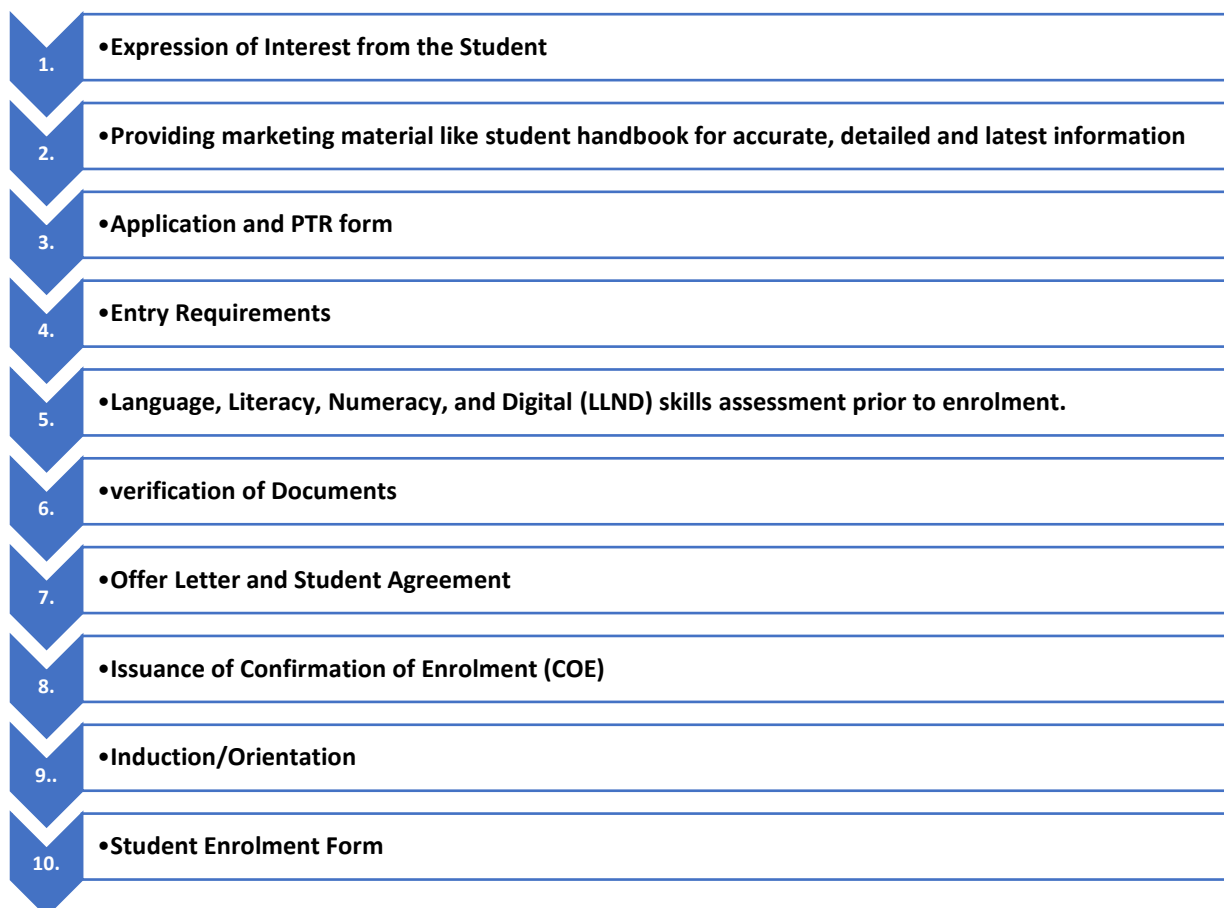 1. •Expression of Interest from the Student
2. •Providing marketing material like student handbook for accurate, detailed and latest information
3. •Application and PTR form
4. •Entry Requirements
5. •Language, Literacy, Numeracy, and Digital (LLND) skills assessment prior to enrolment.
6. •verification of Documents
7. •Offer Letter and Student Agreement
8. •Issuance of Confirmation of Enrolment (COE)
9.. •Induction/Orientation
10. •Student Enrolment Form